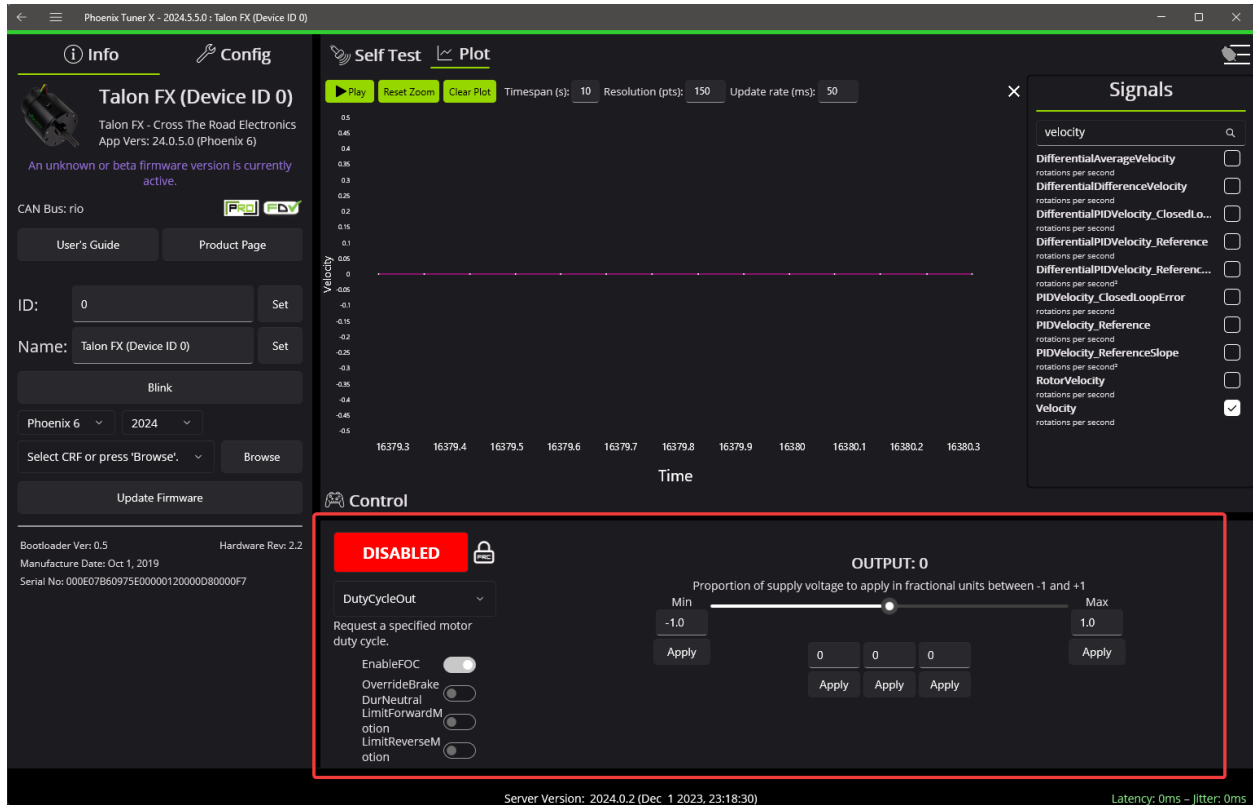 Phoenix Tuner X - 2024.5.5.0 : Talon FX (Device ID 0)
Info
Config
Talon FX (Device ID 0)
Talon FX - Cross The Road Electronics
App Vers: 24.0.5.0 (Phoenix 6)
An unknown or beta firmware version is currently
active.
CAN Bus: rio
PRO
FDV
User's Guide
Product Page
ID:
0
Set
Name:
Talon FX (Device ID 0)
Set
Blink
Phoenix 6
2024
Select CRF or press 'Browse'.
Browse
Update Firmware
Bootloader Ver: 0.5
Hardware Rev: 2.2
Manufacture Date: Oct 1, 2019
Serial No: 000E07B60975E00000120000D80000F7
Self Test
Plot
Play
Reset Zoom
Clear Plot
Timespan (s):
10
Resolution (pts):
150
Update rate (ms):
50
0.5
0.45
0.4
0.35
0.3
0.25
0.2
0.15
0.1
0.05
0
-0.05
-0.1
-0.15
-0.2
-0.25
-0.3
-0.35
-0.4
-0.45
-0.5
Velocity
16379.3
16379.4
16379.5
16379.6
16379.7
16379.8
16379.9
16380
16380.1
16380.2
16380.3
Time
Signals
velocity
DifferentialAverageVelocity
rotations per second
DifferentialDifferenceVelocity
rotations per second
DifferentialPIDVelocity_ClosedLo...
rotations per second
DifferentialPIDVelocity_Reference
rotations per second
DifferentialPIDVelocity_Referenc...
rotations per second²
PIDVelocity_ClosedLoopError
rotations per second
PIDVelocity_Reference
rotations per second
PIDVelocity_ReferenceSlope
rotations per second²
RotorVelocity
rotations per second
Velocity
rotations per second
Control
DISABLED
FRC
DutyCycleOut
Request a specified motor
duty cycle.
EnableFOC
OverrideBrake
DurNeutral
LimitForwardM
otion
LimitReverseM
otion
OUTPUT: 0
Proportion of supply voltage to apply in fractional units between -1 and +1
Min
-1.0
Apply
Max
1.0
Apply
0
0
0
Apply
Apply
Apply
Server Version: 2024.0.2 (Dec 1 2023, 23:18:30)
Latency: 0ms – Jitter: 0ms